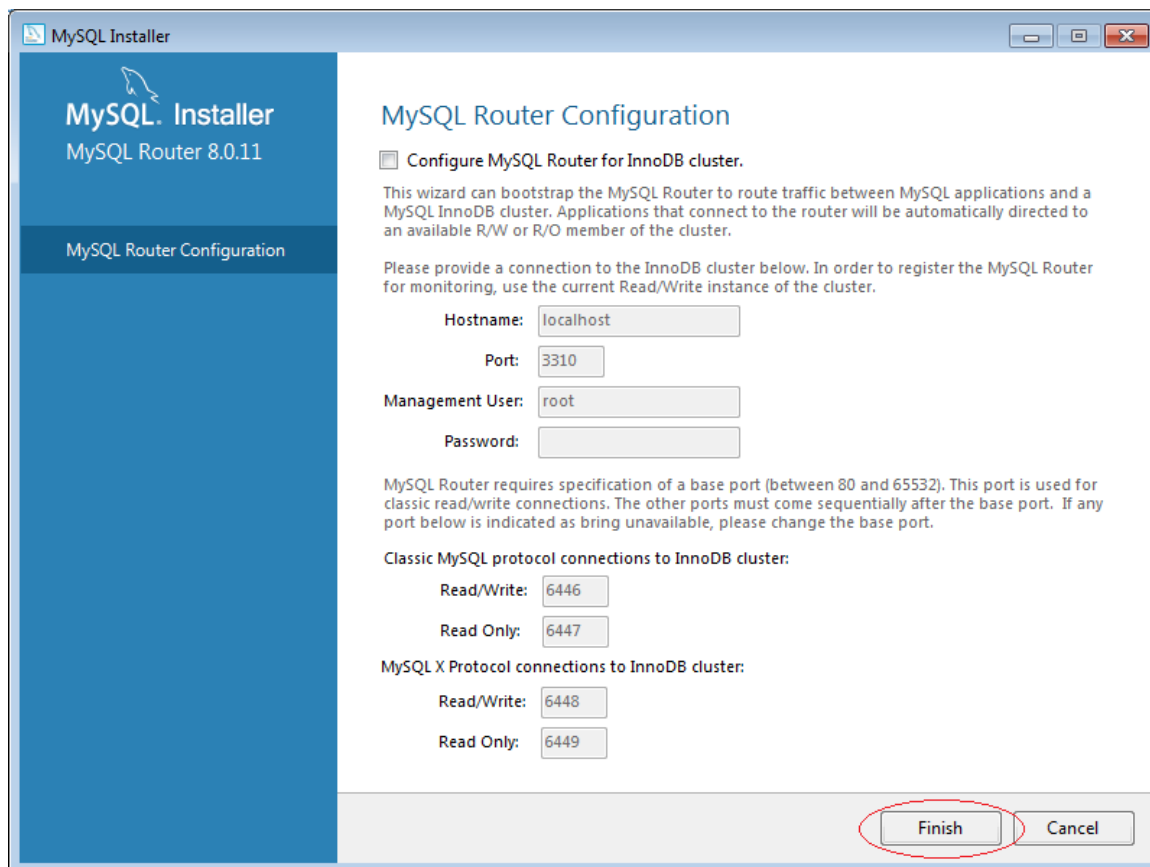 MySQL Installer
MySQL. Installer
MySQL Router 8.0.11
MySQL Router Configuration
MySQL Router Configuration
Configure MySQL Router for InnoDB cluster.
This wizard can bootstrap the MySQL Router to route traffic between MySQL applications and a
MySQL InnoDB cluster. Applications that connect to the router will be automatically directed to
an available R/W or R/O member of the cluster.
Please provide a connection to the InnoDB cluster below. In order to register the MySQL Router
for monitoring, use the current Read/Write instance of the cluster.
Hostname: localhost
Port: 3310
Management User: root
Password:
MySQL Router requires specification of a base port (between 80 and 65532). This port is used for
classic read/write connections. The other ports must come sequentially after the base port.  If any
port below is indicated as bring unavailable, please change the base port.
Classic MySQL protocol connections to InnoDB cluster:
Read/Write: 6446
Read Only: 6447
MySQL X Protocol connections to InnoDB cluster:
Read/Write: 6448
Read Only: 6449
Finish Cancel